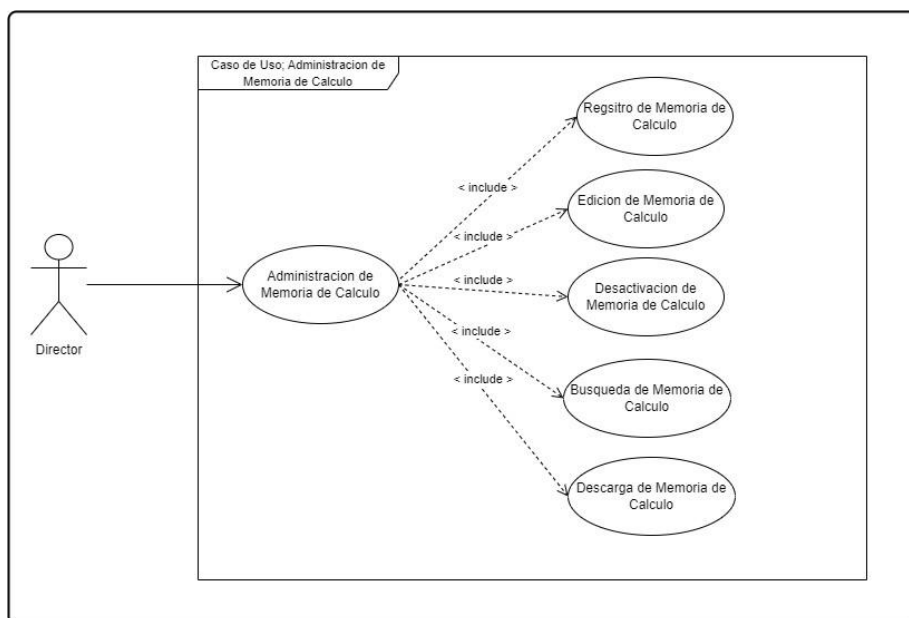 Caso de Uso; Administracion de
Memoria de Calculo
Regsitro de Memoria de
Calculo
< include >
Edicion de Memoria de
Calculo
< include >
Administracion de
Memoria de Calculo
< include >
Desactivacion de
Memoria de Calculo
< include >
Director
< include >
Busqueda de Memoria de
Calculo
Descarga de Memoria de
Calculo